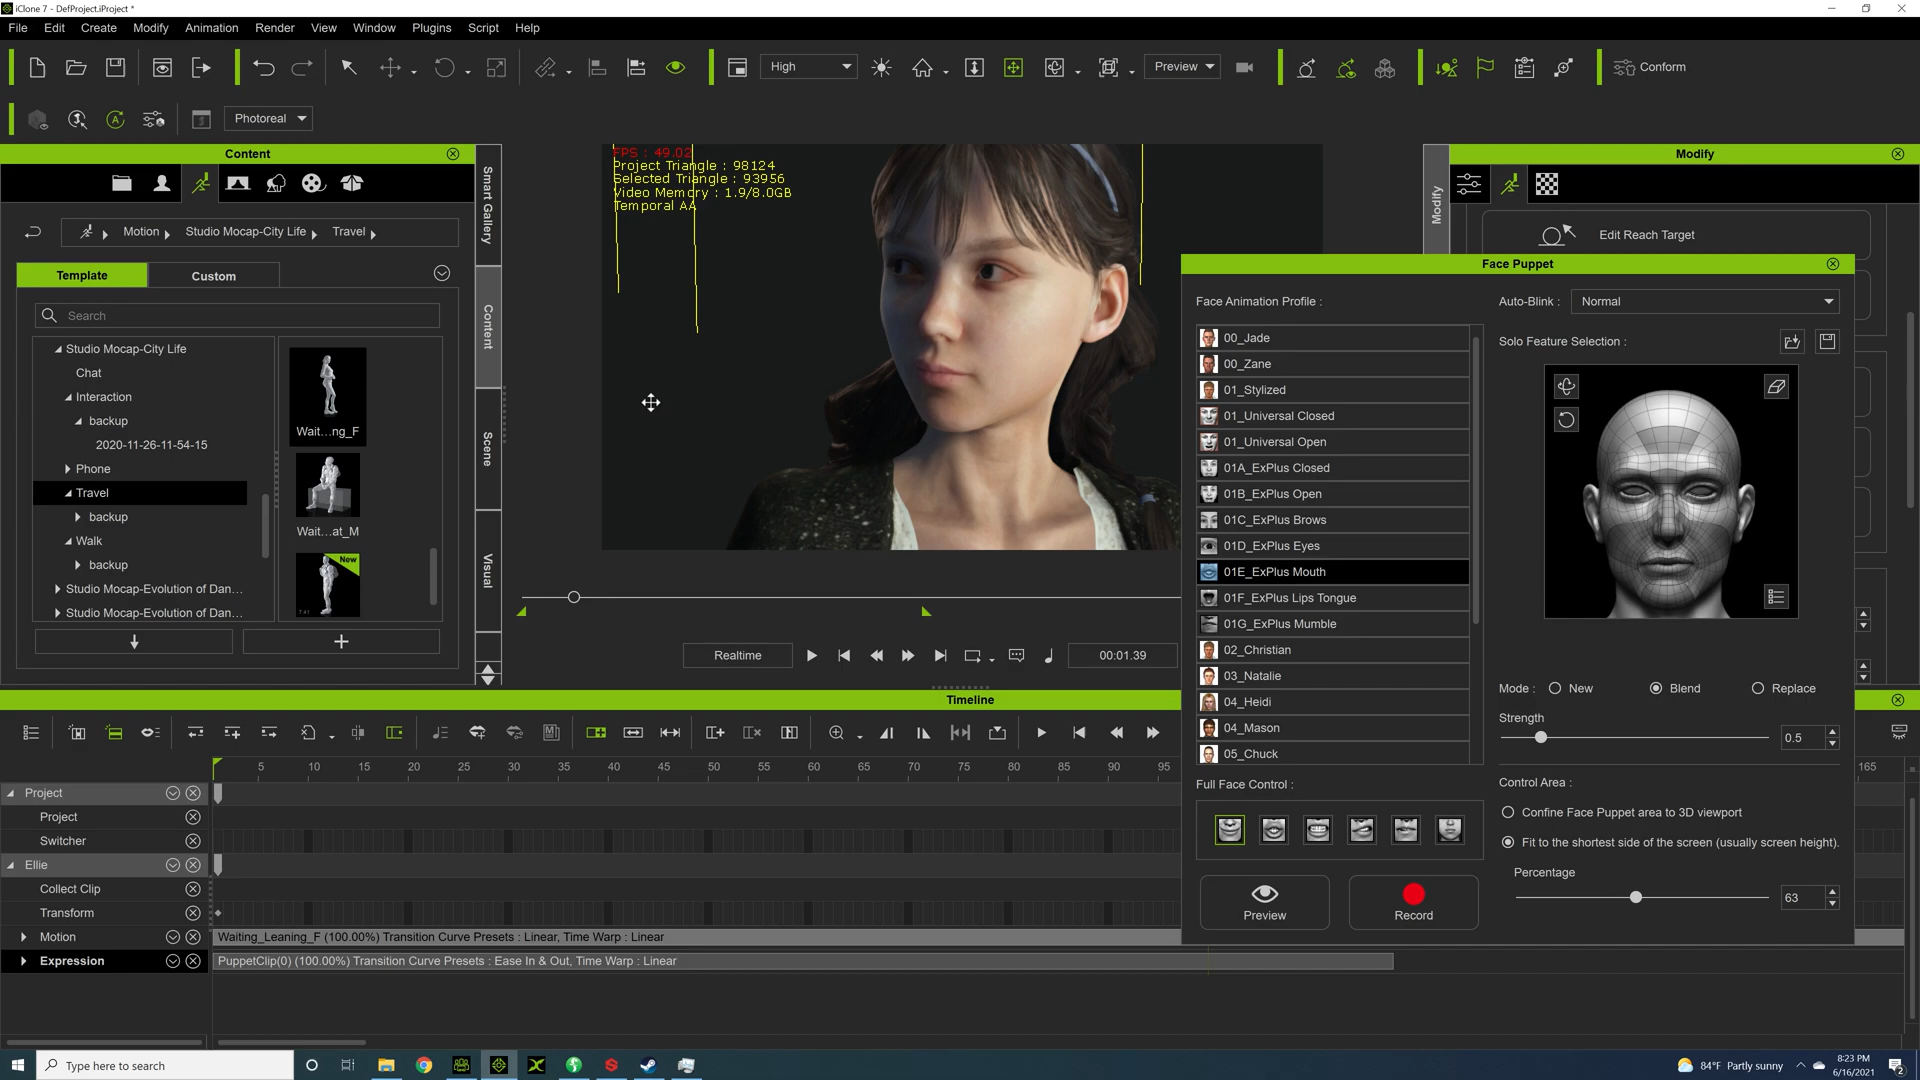 iClone 7 - DefProject.iProject *
File Edit Create Modify Animation Render View Window Plugins Script Help
High
Preview
Conform
Photoreal
Content
Motion Studio Mocap-City Life Travel
Template Custom
Search
Studio Mocap-City Life
Chat
Interaction
backup
2020-11-26-11-54-15
Phone
Travel
backup
Walk
backup
Studio Mocap-Evolution of Dan...
Studio Mocap-Evolution of Dan...
Wait...ng_F
Wait...at_M
New
Smart Gallery
Content
Scene
Visual
FPS : 49.02
Project Triangle : 98124
Selected Triangle : 93956
Video Memory : 1.9/8.0GB
Temporal AA
Realtime
00:01.39
Modify
Modify
Edit Reach Target
Face Puppet
Face Animation Profile :
00_Jade
00_Zane
01_Stylized
01_Universal Closed
01_Universal Open
01A_ExPlus Closed
01B_ExPlus Open
01C_ExPlus Brows
01D_ExPlus Eyes
01E_ExPlus Mouth
01F_ExPlus Lips Tongue
01G_ExPlus Mumble
02_Christian
03_Natalie
04_Heidi
04_Mason
05_Chuck
Full Face Control :
Preview
Record
Auto-Blink : Normal
Solo Feature Selection :
Mode : New Blend Replace
Strength
0.5
Control Area :
Confine Face Puppet area to 3D viewport
Fit to the shortest side of the screen (usually screen height).
Percentage
63
Timeline
5 10 15 20 25 30 35 40 45 50 55 60 65 70 75 80 85 90 95 165
Project
Project
Switcher
Ellie
Collect Clip
Transform
Motion
Waiting_Leaning_F (100.00%) Transition Curve Presets : Linear, Time Warp : Linear
Expression
PuppetClip(0) (100.00%) Transition Curve Presets : Ease In & Out, Time Warp : Linear
Type here to search
84°F Partly sunny
8:23 PM
6/16/2021
2